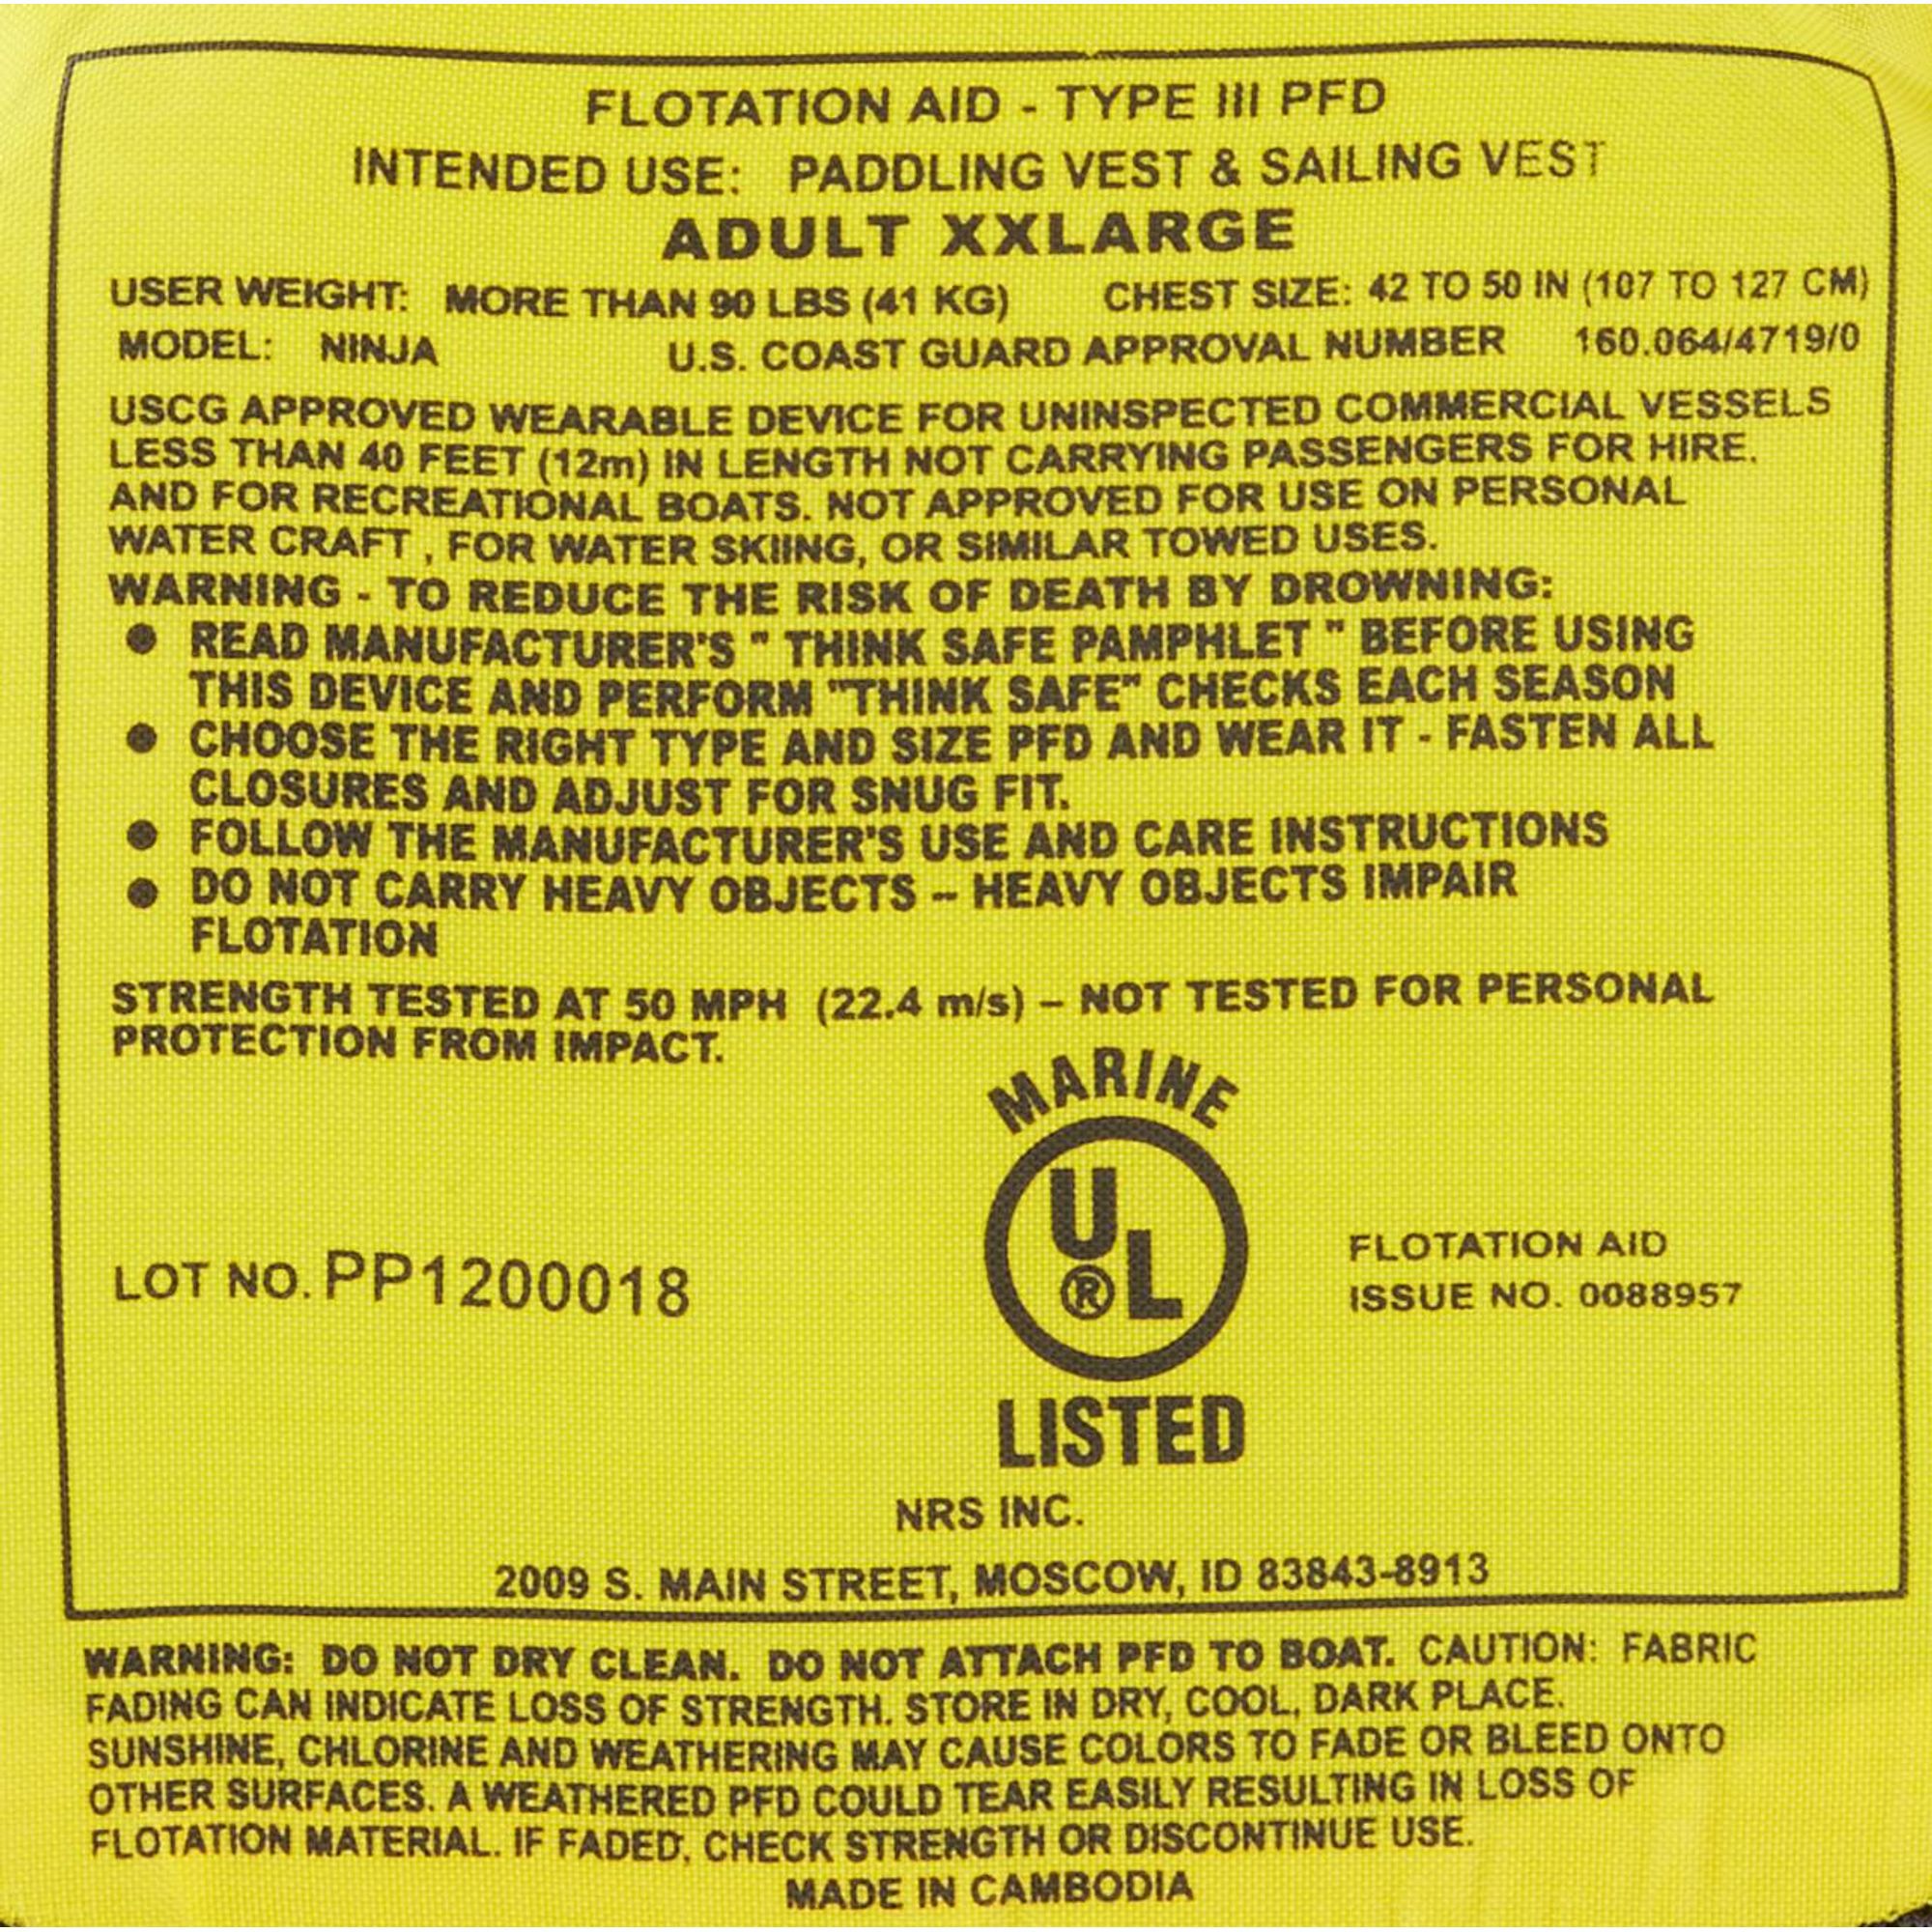 FLOTATION AID - TYPE III PFD
INTENDED USE: PADDLING VEST & SAILING VEST
ADULT XXLARGE
USER WEIGHT: MORE THAN 90 LBS (41 KG) CHEST SIZE: 42 TO 50 IN (107 TO 127 CM)
MODEL: NINJA U.S. COAST GUARD APPROVAL NUMBER 160.064/4719/0
USCG APPROVED WEARABLE DEVICE FOR UNINSPECTED COMMERCIAL VESSELS
LESS THAN 40 FEET (12m) IN LENGTH NOT CARRYING PASSENGERS FOR HIRE.
AND FOR RECREATIONAL BOATS. NOT APPROVED FOR USE ON PERSONAL
WATER CRAFT , FOR WATER SKIING, OR SIMILAR TOWED USES.
WARNING - TO REDUCE THE RISK OF DEATH BY DROWNING:
● READ MANUFACTURER'S " THINK SAFE PAMPHLET " BEFORE USING
THIS DEVICE AND PERFORM "THINK SAFE" CHECKS EACH SEASON
● CHOOSE THE RIGHT TYPE AND SIZE PFD AND WEAR IT - FASTEN ALL
CLOSURES AND ADJUST FOR SNUG FIT.
● FOLLOW THE MANUFACTURER'S USE AND CARE INSTRUCTIONS
● DO NOT CARRY HEAVY OBJECTS – HEAVY OBJECTS IMPAIR
FLOTATION
STRENGTH TESTED AT 50 MPH (22.4 m/s) – NOT TESTED FOR PERSONAL
PROTECTION FROM IMPACT.
MARINE
UL
®
LISTED
LOT NO. PP1200018
FLOTATION AID
ISSUE NO. 0088957
NRS INC.
2009 S. MAIN STREET, MOSCOW, ID 83843-8913
WARNING: DO NOT DRY CLEAN. DO NOT ATTACH PFD TO BOAT. CAUTION: FABRIC
FADING CAN INDICATE LOSS OF STRENGTH. STORE IN DRY, COOL, DARK PLACE.
SUNSHINE, CHLORINE AND WEATHERING MAY CAUSE COLORS TO FADE OR BLEED ONTO
OTHER SURFACES. A WEATHERED PFD COULD TEAR EASILY RESULTING IN LOSS OF
FLOTATION MATERIAL. IF FADED, CHECK STRENGTH OR DISCONTINUE USE.
MADE IN CAMBODIA